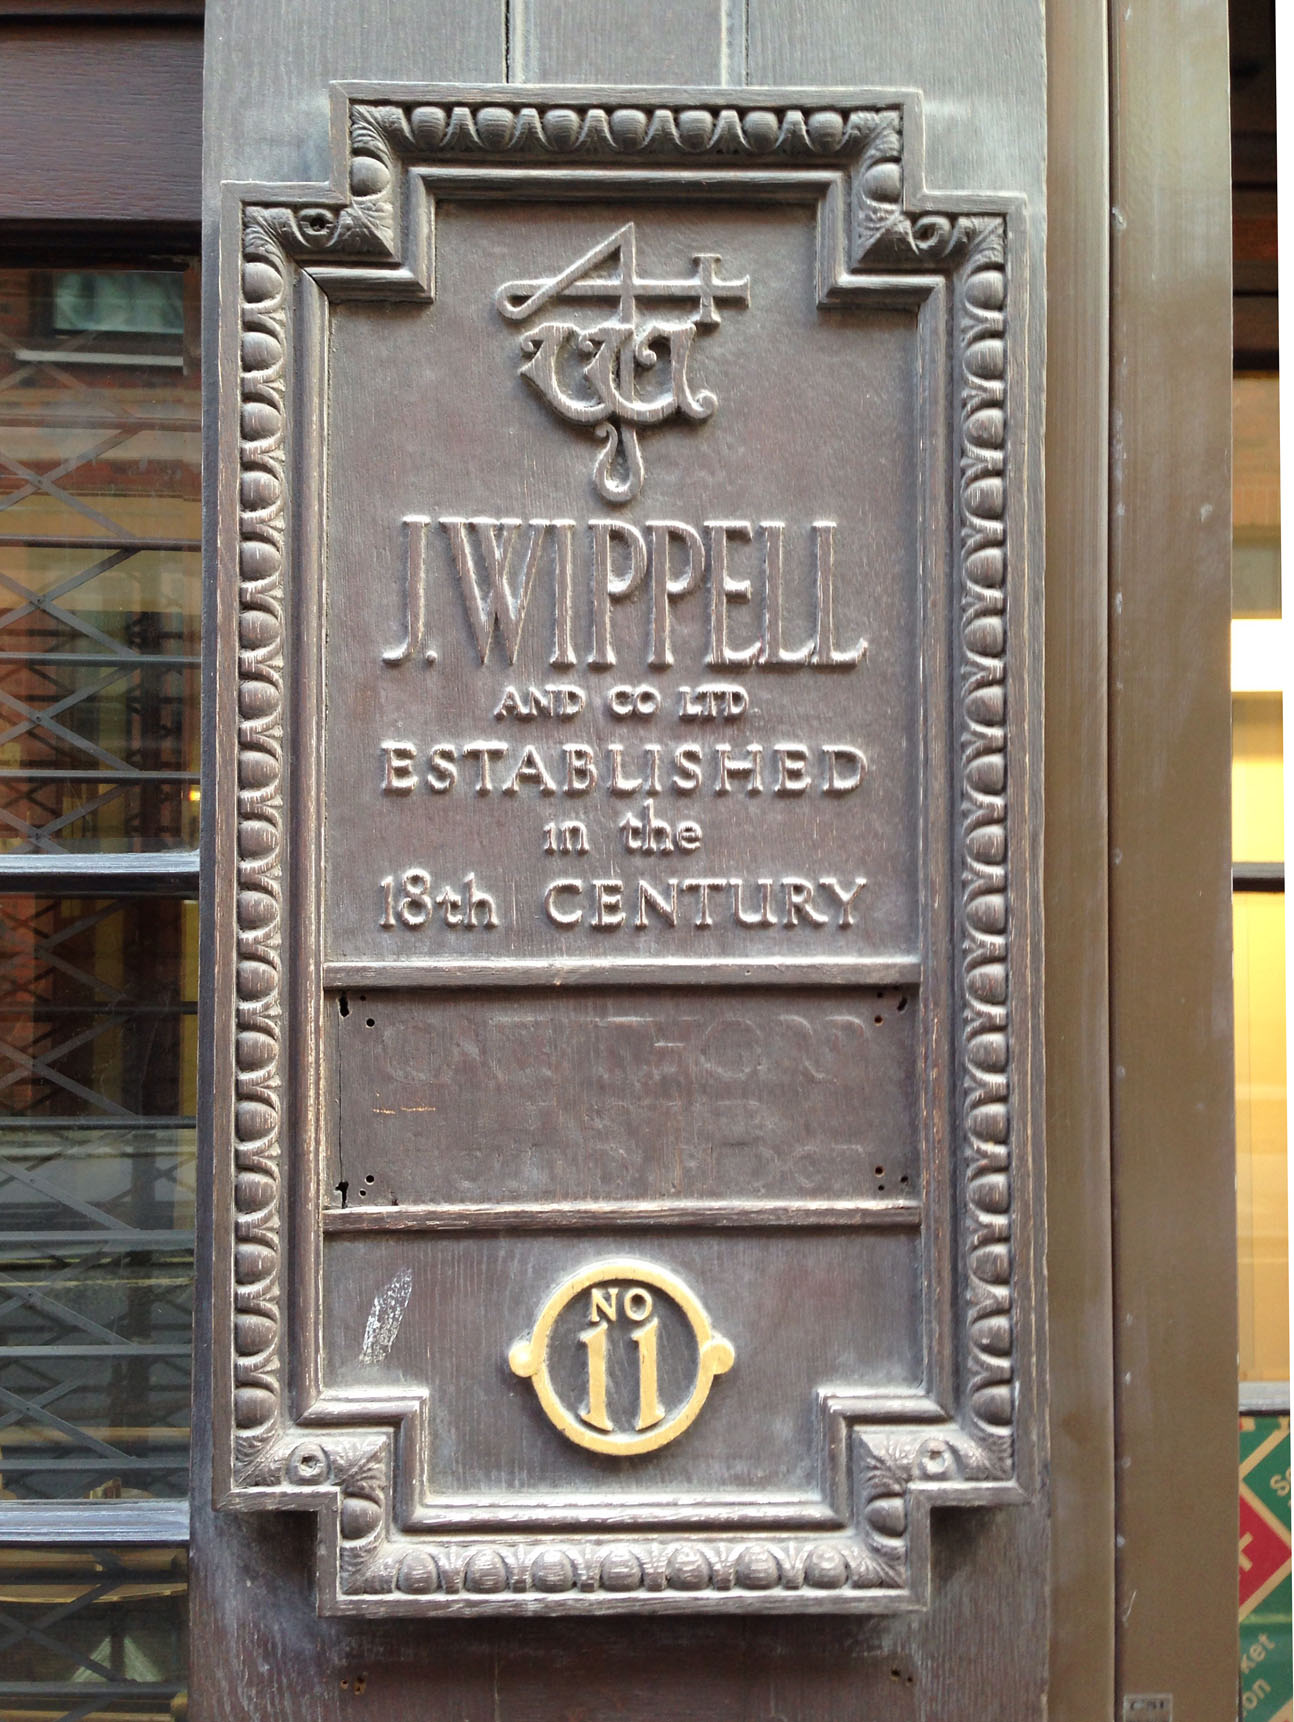 J. WIPPELL
AND CO LTD
ESTABLISHED
in the
18th CENTURY
NO
11